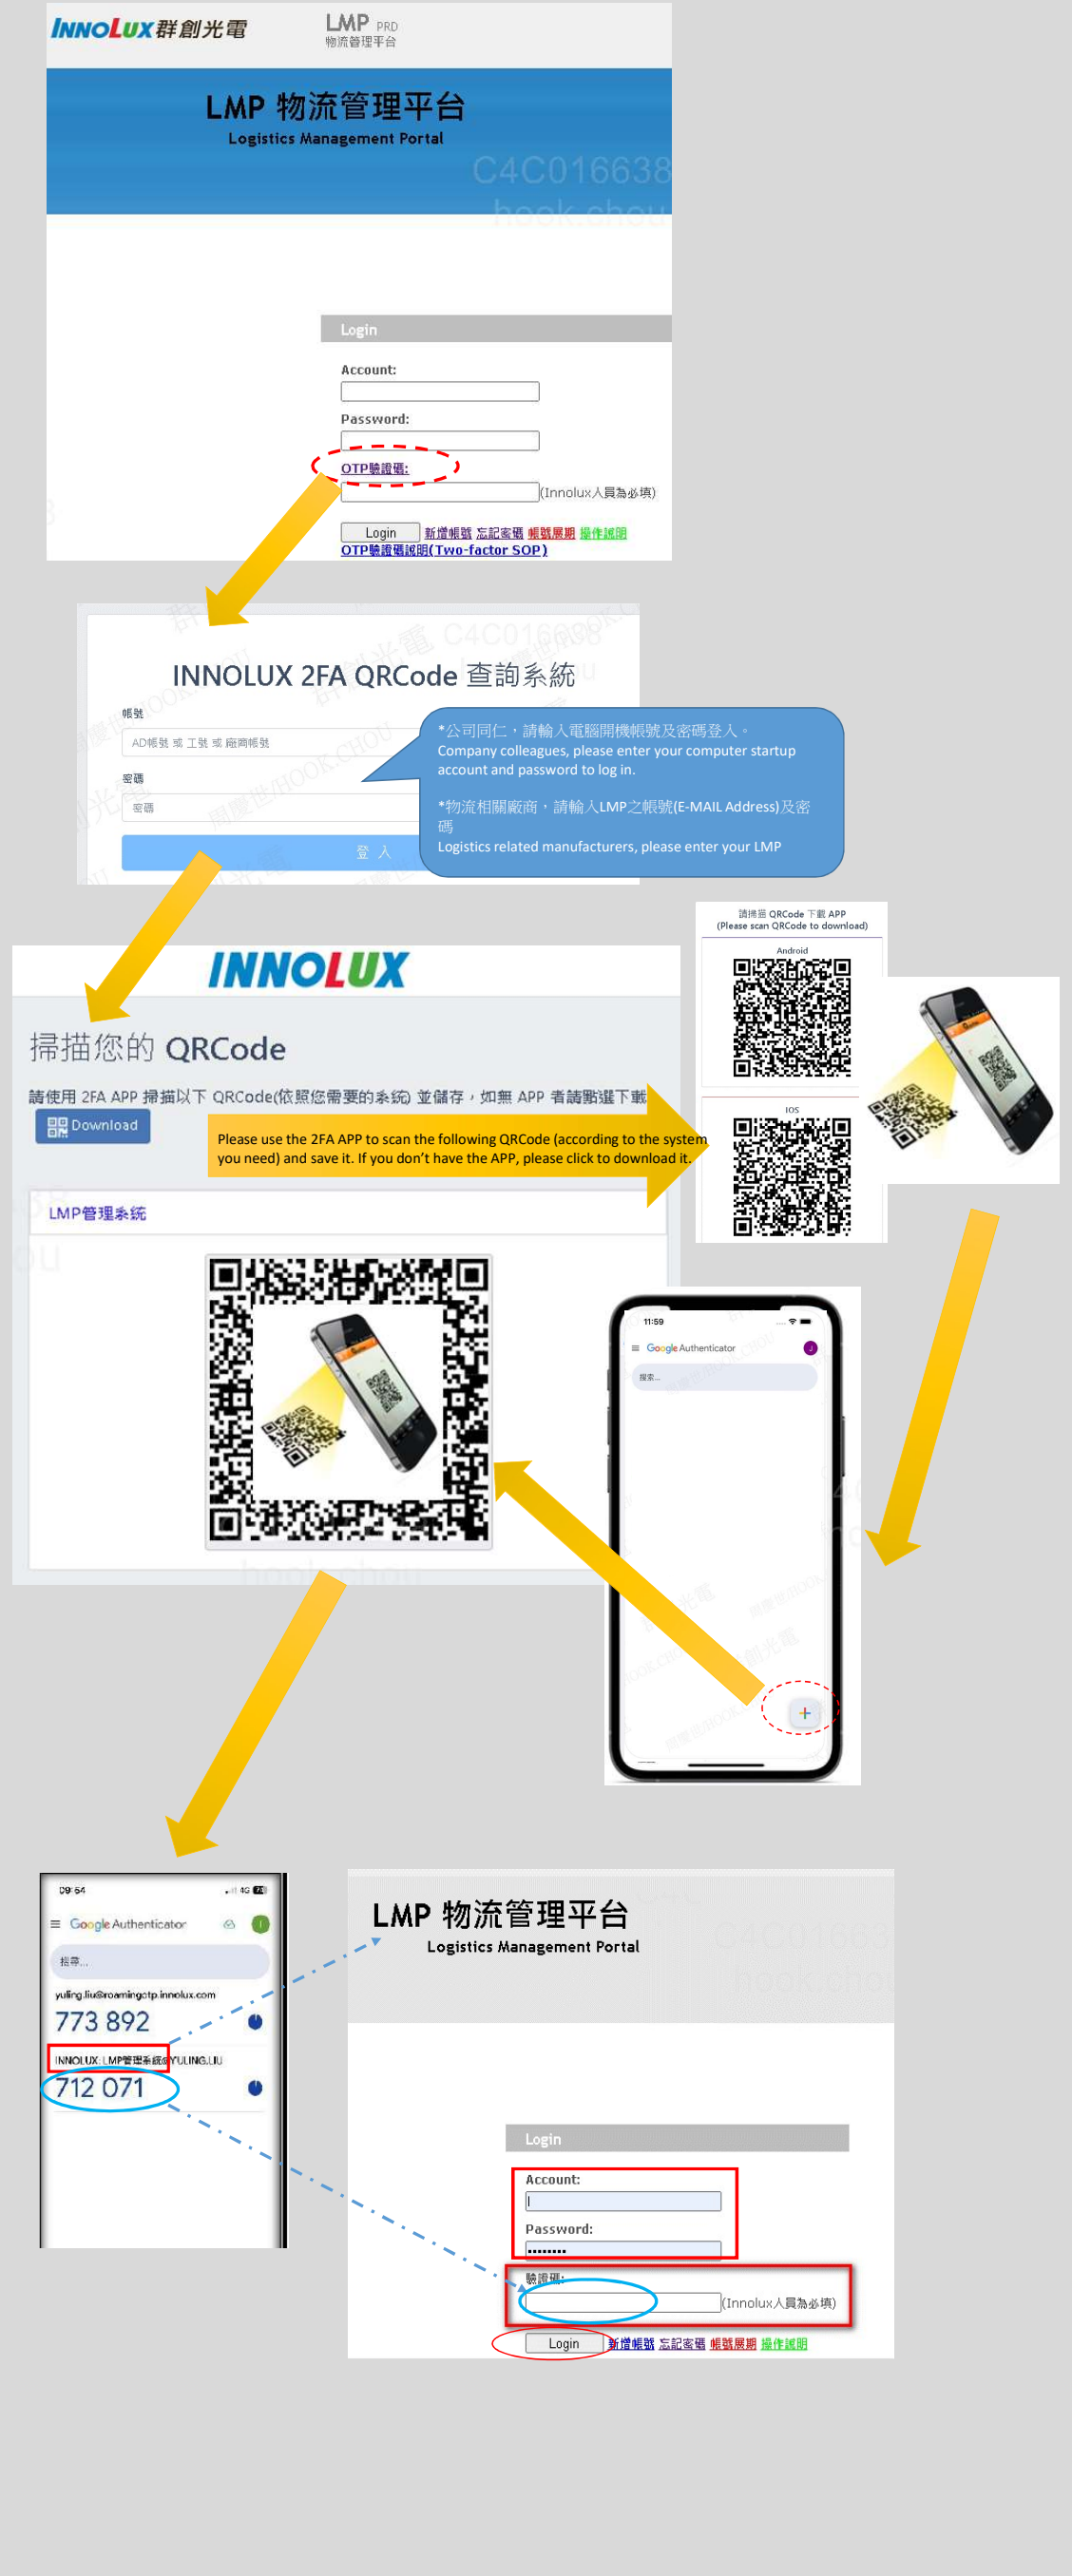 INNOLUX群創光電
LMP PRD
物流管理平台
LMP 物流管理平台
Logistics Management Portal
C4C016638
hook.chou
Login
Account:
Password:
OTP驗證碼:
(Innolux人員為必填)
Login 新增帳號 忘記密碼 帳號展期 操作說明
OTP驗證碼說明(Two-factor SOP)
INNOLUX 2FA QRCode 查詢系統
帳號
AD帳號 或 工號 或 廠商帳號
密碼
密碼
登 入
*公司同仁，請輸入電腦開機帳號及密碼登入。
Company colleagues, please enter your computer startup
account and password to log in.
*物流相關廠商，請輸入LMP之帳號(E-MAIL Address)及密
碼
Logistics related manufacturers, please enter your LMP
請掃描 QRCode 下載 APP
(Please scan QRCode to download)
Android
IOS
INNOLUX
掃描您的 QRCode
請使用 2FA APP 掃描以下 QRCode(依照您需要的系統) 並儲存，如無 APP 者請點選下載
Download
Please use the 2FA APP to scan the following QRCode (according to the system
you need) and save it. If you don't have the APP, please click to download it.
LMP管理系統
hook.chou
11:59
Google Authenticator
J
搜索...
09:54
4G
Google Authenticator
搜尋...
yuling.liu@roamingotp.innolux.com
773 892
INNOLUX: LMP管理系統@YULING.LIU
712 071
LMP 物流管理平台
Logistics Management Portal
Login
Account:
Password:
驗證碼:
(Innolux人員為必填)
Login 新增帳號 忘記密碼 帳號展期 操作說明